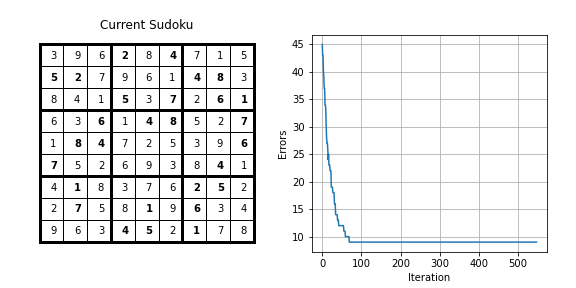 Current Sudoku
3 9 6 2 8 4 7 1 5
5 2 7 9 6 1 4 8 3
8 4 1 5 3 7 2 6 1
6 3 6 1 4 8 5 2 7
1 8 4 7 2 5 3 9 6
7 5 2 6 9 3 8 4 1
4 1 8 3 7 6 2 5 2
2 7 5 8 1 9 6 3 4
9 6 3 4 5 2 1 7 8
Errors
45
40
35
30
25
20
15
10
0 100 200 300 400 500
Iteration